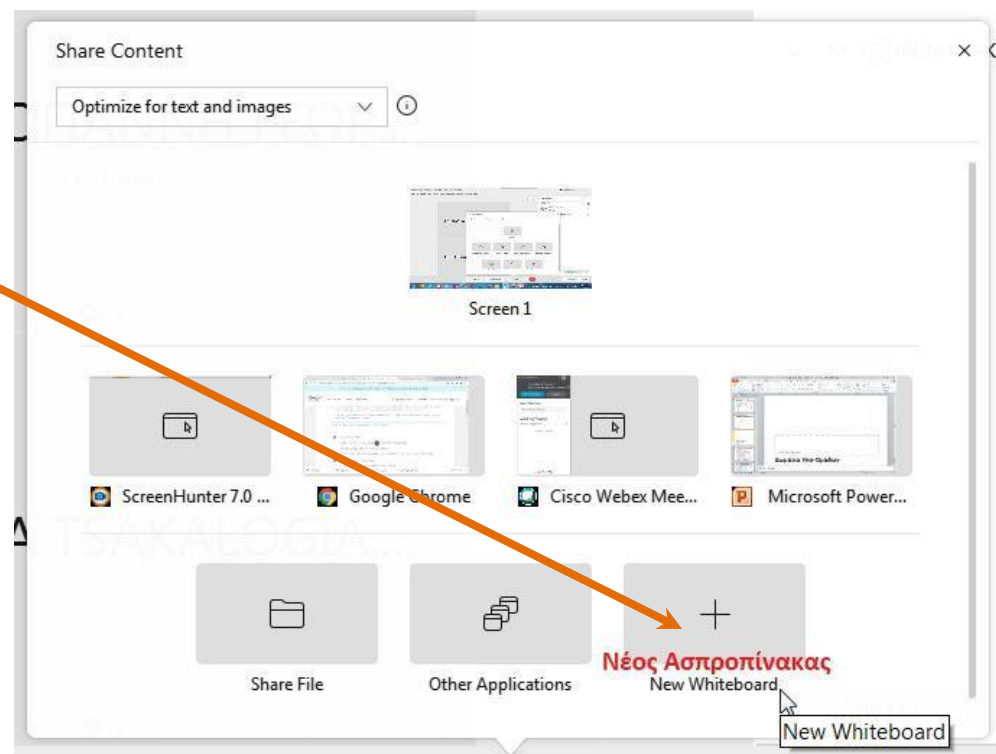 Share Content
Optimize for text and images
Screen 1
ScreenHunter 7.0 ...
Google Chrome
Cisco Webex Mee...
Microsoft Power...
TSAKALOGIA...
Share File
Other Applications
Νέος Ασπροπίνακας
New Whiteboard
New Whiteboard